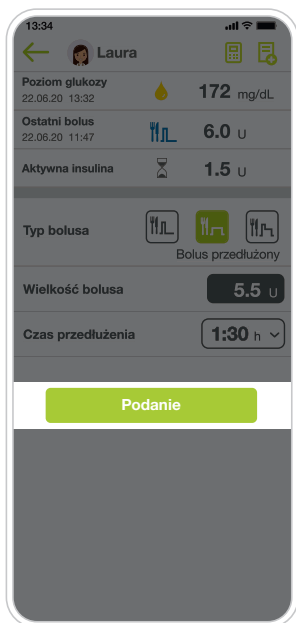 13:34
Laura
Poziom glukozy
22.06.20 13:32
172 mg/dL
Ostatni bolus
22.06.20 11:47
6.0 U
Aktywna insulina
1.5 U
Typ bolusa
Bolus przedłużony
Wielkość bolusa
5.5 U
Czas przedłużenia
1:30 h
Podanie